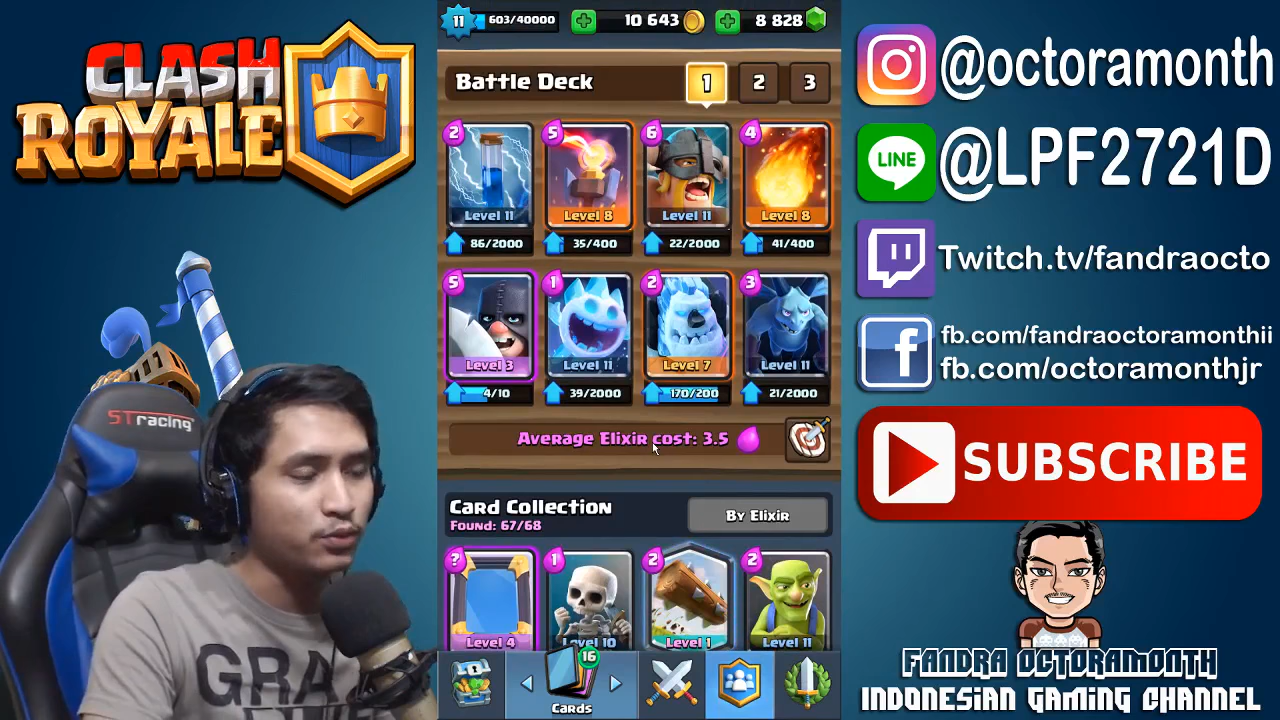 CLASH
ROYALE
11
603/40000
10 643
8 828
Battle Deck
1
2
3
2
Level 11
86/2000
5
Level 8
35/400
6
Level 11
22/2000
4
Level 8
41/400
5
Level 3
4/10
1
Level 11
39/2000
2
Level 7
170/200
3
Level 11
21/2000
Average Elixir cost: 3.5
Card Collection
Found: 67/68
By Elixir
?
Level 4
1
Level 10
2
Level 1
2
Level 11
16
Cards
STracing
GRA
@octoramonth
LINE
@LPF2721D
Twitch.tv/fandraocto
fb.com/fandraoctoramonthii
fb.com/octoramonthjr
SUBSCRIBE
FANDRA OCTORAMONTH
INDONESIAN GAMING CHANNEL